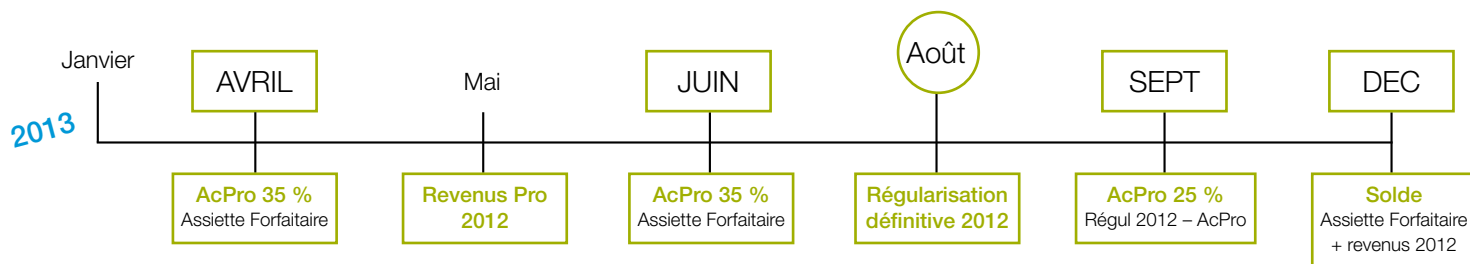 2013
Janvier
AVRIL
Mai
JUIN
Août
SEPT
DEC
AcPro 35 %
Assiette Forfaitaire
Revenus Pro
2012
AcPro 35 %
Assiette Forfaitaire
Régularisation
définitive 2012
AcPro 25 %
Régul 2012 – AcPro
Solde
Assiette Forfaitaire
+ revenus 2012